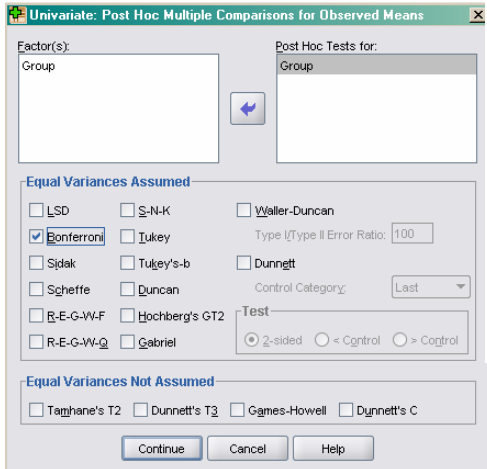 Univariate: Post Hoc Multiple Comparisons for Observed Means
Factor(s):
Group
Post Hoc Tests for:
Group
Equal Variances Assumed
LSD
S-N-K
Waller-Duncan
Bonferroni
Tukey
Type I/Type II Error Ratio: 100
Sidak
Tukey's-b
Dunnett
Scheffe
Duncan
Control Category: Last
R-E-G-W-F
Hochberg's GT2
Test
R-E-G-W-Q
Gabriel
2-sided < Control > Control
Equal Variances Not Assumed
Tamhane's T2 Dunnett's T3 Games-Howell Dunnett's C
Continue Cancel Help